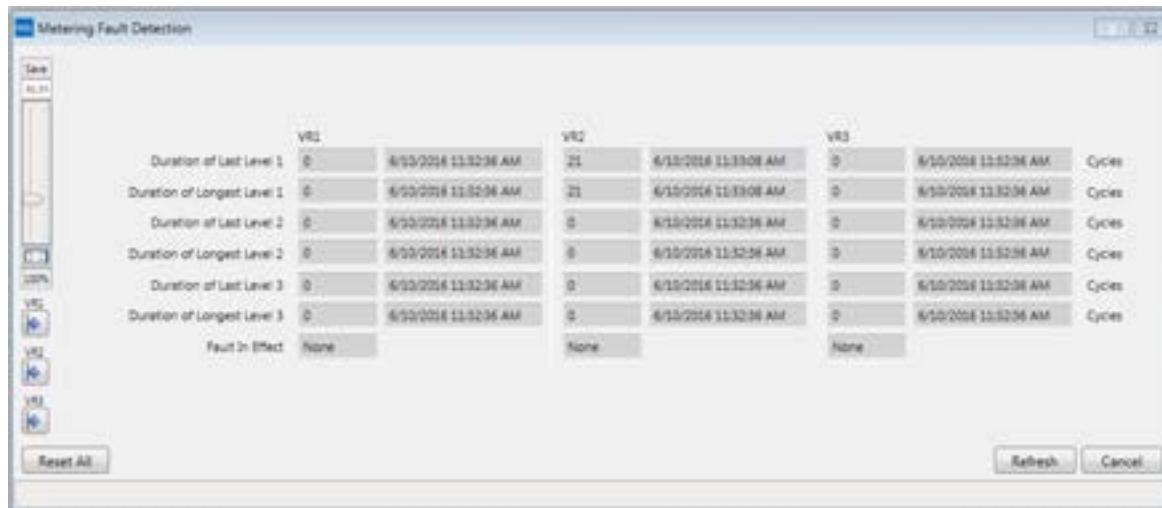 Metering Fault Detection
Save
VR1 VR2 VR3
Duration of Last Level 1 0 6/10/2016 11:32:36 AM 21 6/10/2016 11:33:08 AM 0 6/10/2016 11:32:36 AM Cycles
Duration of Longest Level 1 0 6/10/2016 11:32:36 AM 21 6/10/2016 11:33:08 AM 0 6/10/2016 11:32:36 AM Cycles
Duration of Last Level 2 0 6/10/2016 11:32:36 AM 0 6/10/2016 11:32:36 AM 0 6/10/2016 11:32:36 AM Cycles
Duration of Longest Level 2 0 6/10/2016 11:32:36 AM 0 6/10/2016 11:32:36 AM 0 6/10/2016 11:32:36 AM Cycles
Duration of Last Level 3 0 6/10/2016 11:32:36 AM 0 6/10/2016 11:32:36 AM 0 6/10/2016 11:32:36 AM Cycles
Duration of Longest Level 3 0 6/10/2016 11:32:36 AM 0 6/10/2016 11:32:36 AM 0 6/10/2016 11:32:36 AM Cycles
Fault In Effect None None None
100%
VR1
VR2
VR3
Reset All Refresh Cancel